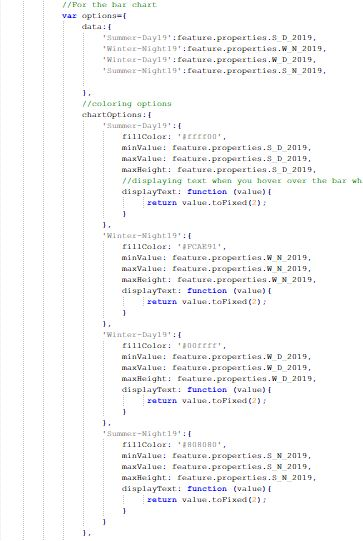 //For the bar chart
var options={
data:{
'Summer-Day19':feature.properties.S_D_2019,
'Winter-Night19':feature.properties.W_N_2019,
'Winter-Day19':feature.properties.W_D_2019,
'Summer-Night19':feature.properties.S_N_2019,
},
//coloring options
chartOptions:{
'Summer-Day19':{
fillColor: '#ffff00',
minValue: feature.properties.S_D_2019,
maxValue: feature.properties.S_D_2019,
maxHeight: feature.properties.S_D_2019,
//displaying text when you hover over the bar wh
displayText: function (value){
return value.toFixed(2);
}
},
'Winter-Night19':{
fillColor: '#FCAE91',
minValue: feature.properties.W_N_2019,
maxValue: feature.properties.W_N_2019,
maxHeight: feature.properties.W_N_2019,
displayText: function (value){
return value.toFixed(2);
}
},
'Winter-Day19':{
fillColor: '#00ffff',
minValue: feature.properties.W_D_2019,
maxValue: feature.properties.W_D_2019,
maxHeight: feature.properties.W_D_2019,
displayText: function (value){
return value.toFixed(2);
}
},
'Summer-Night19':{
fillColor: '#808080',
minValue: feature.properties.S_N_2019,
maxValue: feature.properties.S_N_2019,
maxHeight: feature.properties.S_N_2019,
displayText: function (value){
return value.toFixed(2);
}
}
},